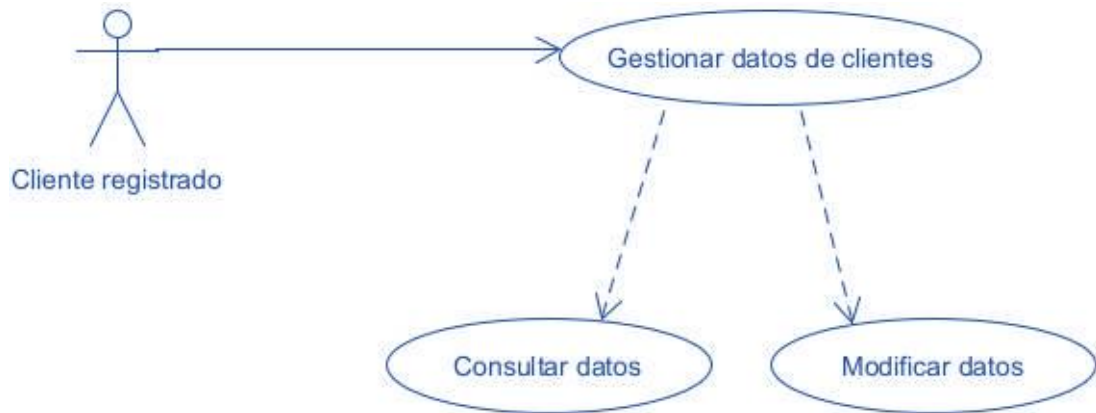 Gestionar datos de clientes
Cliente registrado
Consultar datos
Modificar datos